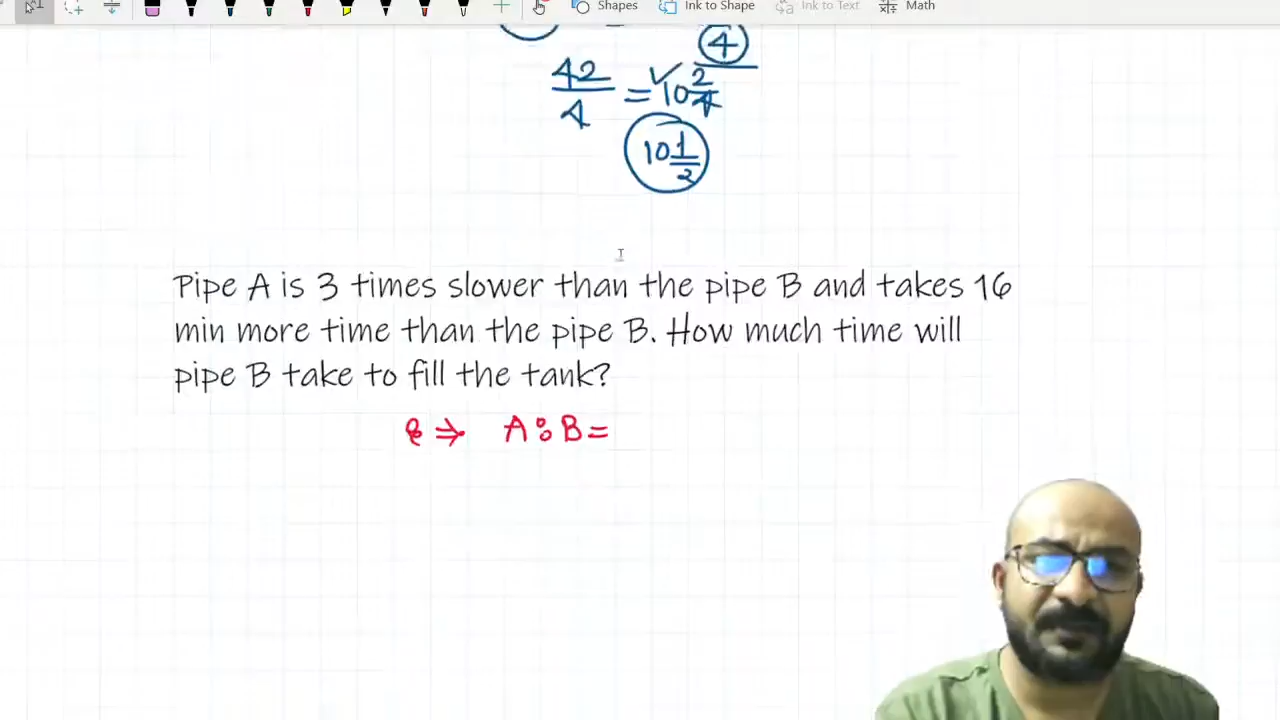 Shapes Ink to Shape Ink to Text Math
4
42/4 = 10 2/4
10 1/2
Pipe A is 3 times slower than the pipe B and takes 16
min more time than the pipe B. How much time will
pipe B take to fill the tank?
A : B =